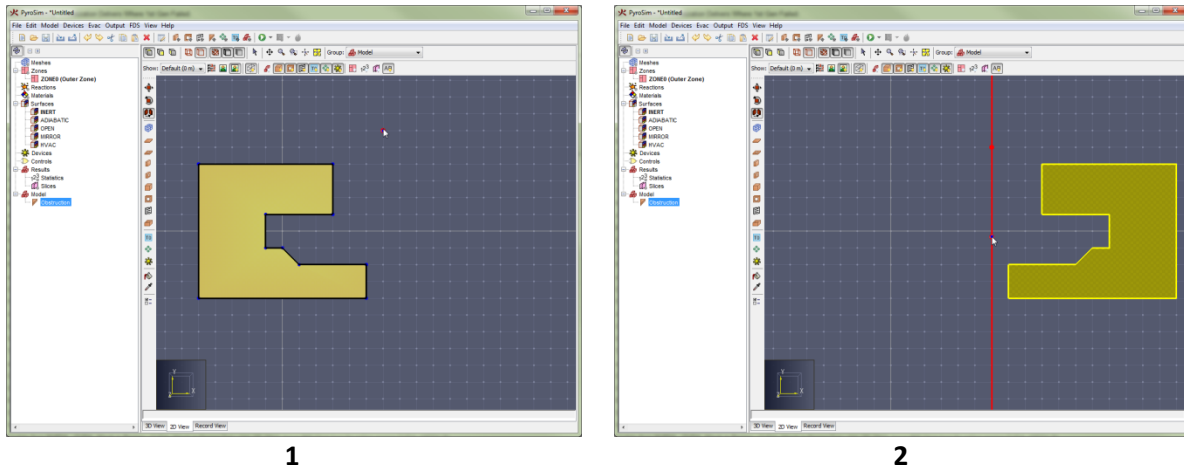 PyroSim - *Untitled
File Edit Model Devices Evac Output FDS View Help
Group: Model
Meshes
Zones
ZONE0 (Outer Zone)
Reactions
Materials
Surfaces
INERT
ADIABATIC
OPEN
MIRROR
HVAC
Devices
Controls
Results
Statistics
Slices
Model
Obstruction
Show: Default (0 m)
Y
X
3D View 2D View Record View
1
PyroSim - *Untitled
File Edit Model Devices Evac Output FDS View Help
Group: Model
Meshes
Zones
ZONE0 (Outer Zone)
Reactions
Materials
Surfaces
INERT
ADIABATIC
OPEN
MIRROR
HVAC
Devices
Controls
Results
Statistics
Slices
Model
Obstruction
Show: Default (0 m)
Y
X
3D View 2D View Record View
2